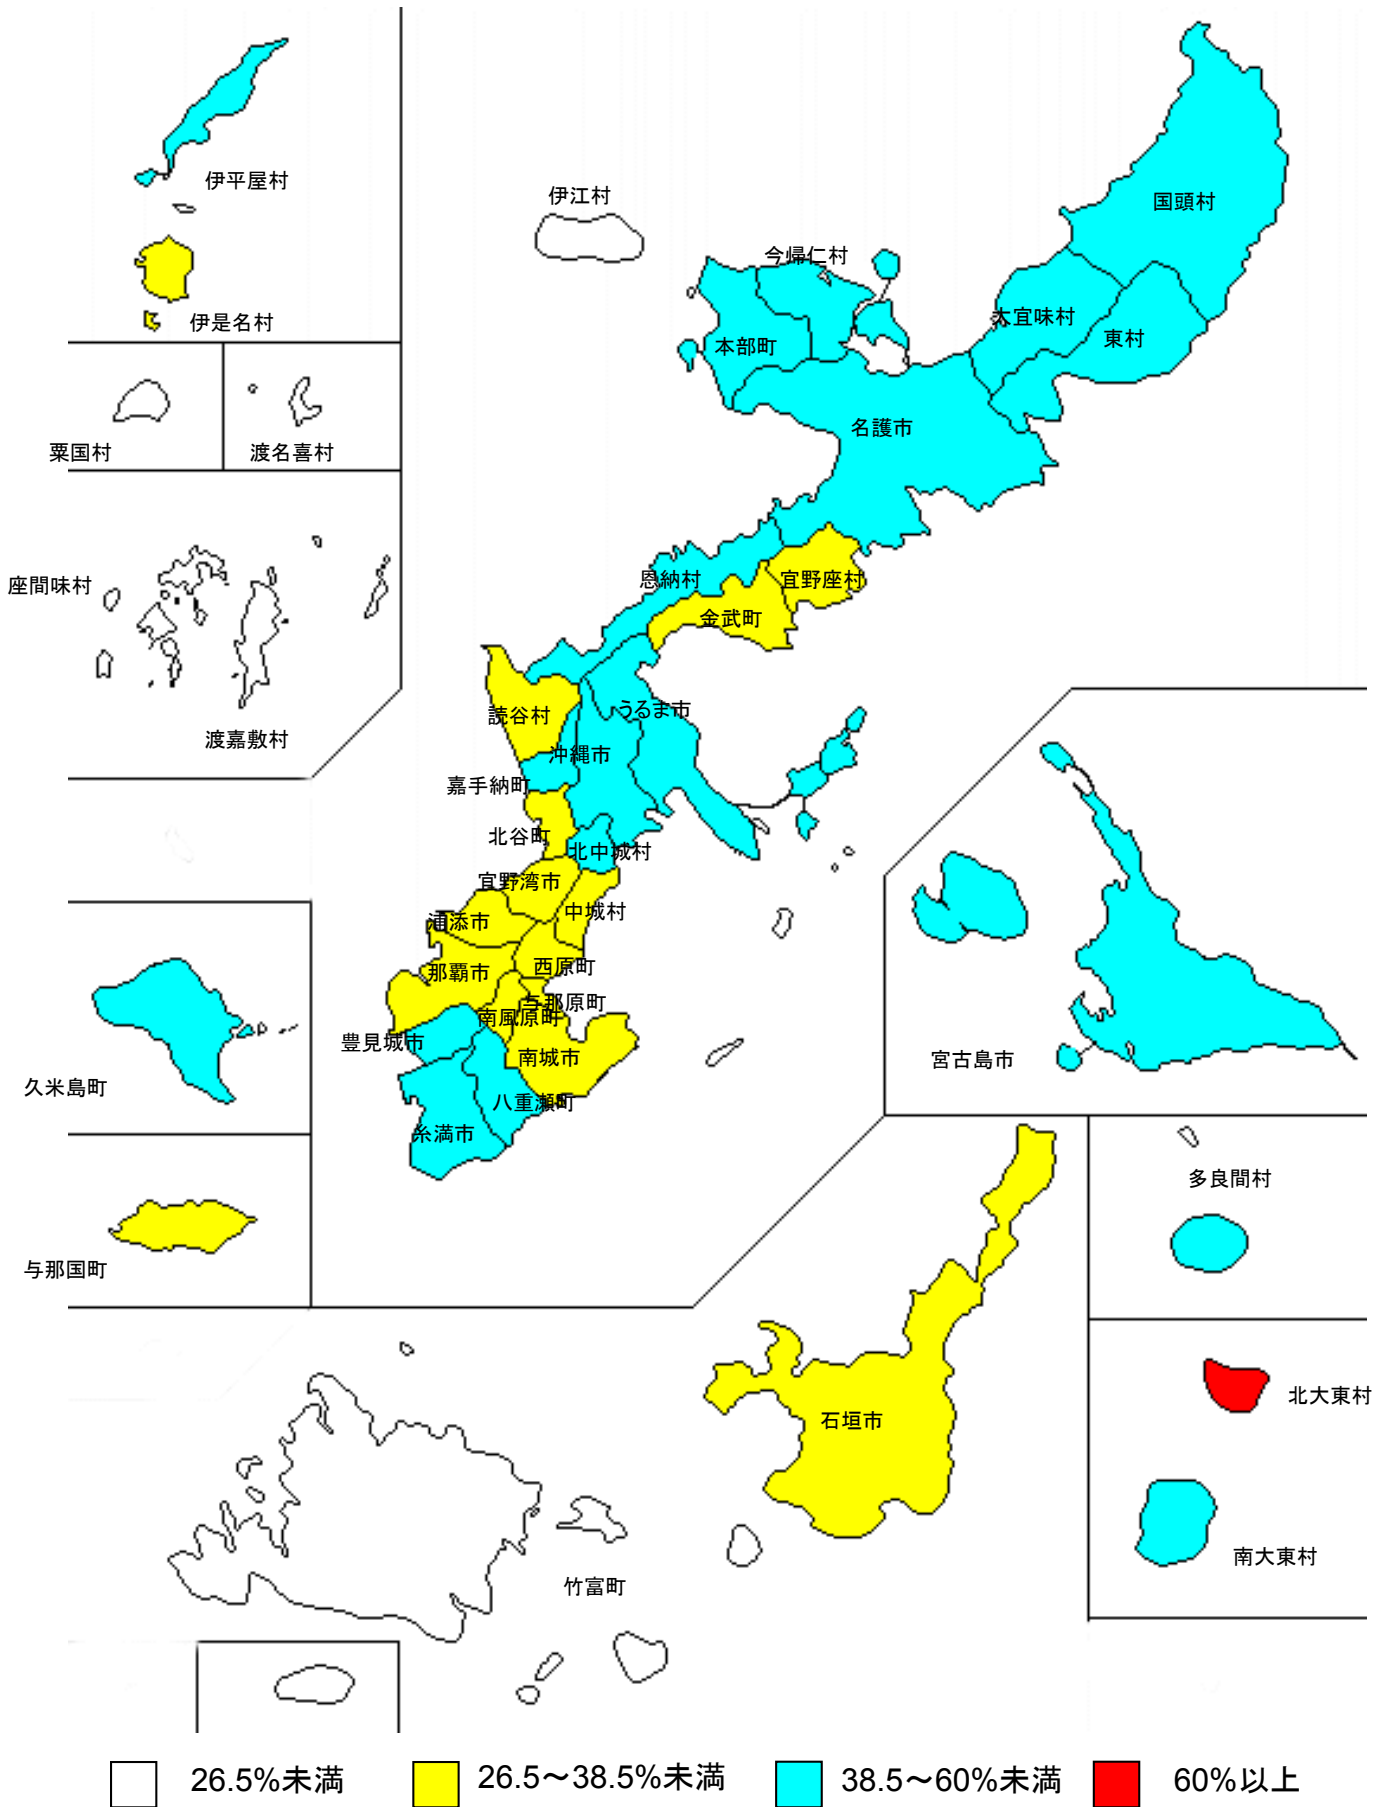 伊平屋村
伊江村
国頭村
今帰仁村
伊是名村
大宜味村
東村
本部町
名護市
粟国村
渡名喜村
座間味村
恩納村
宜野座村
金武町
渡嘉敷村
読谷村
うるま市
沖縄市
嘉手納町
北谷町
北中城村
宜野湾市
中城村
浦添市
西原町
那覇市
与那原町
南風原町
豊見城市
南城市
宮古島市
久米島町
八重瀬町
糸満市
多良間村
与那国町
北大東村
石垣市
南大東村
竹富町
26.5%未満
26.5～38.5%未満
38.5～60%未満
60%以上